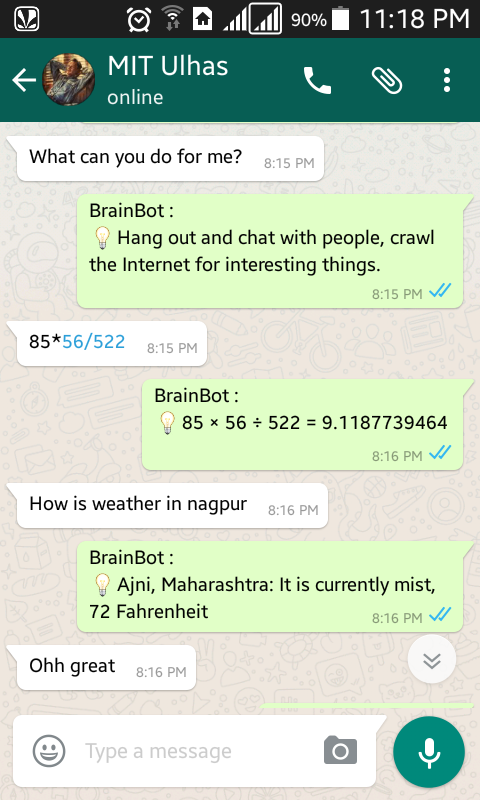 90% 11:18 PM
MIT Ulhas
online
What can you do for me? 8:15 PM
BrainBot :
Hang out and chat with people, crawl
the Internet for interesting things.
8:15 PM
85*56/522 8:15 PM
BrainBot :
85 × 56 ÷ 522 = 9.1187739464
8:16 PM
How is weather in nagpur 8:16 PM
BrainBot :
Ajni, Maharashtra: It is currently mist,
72 Fahrenheit 8:16 PM
Ohh great 8:16 PM
Type a message